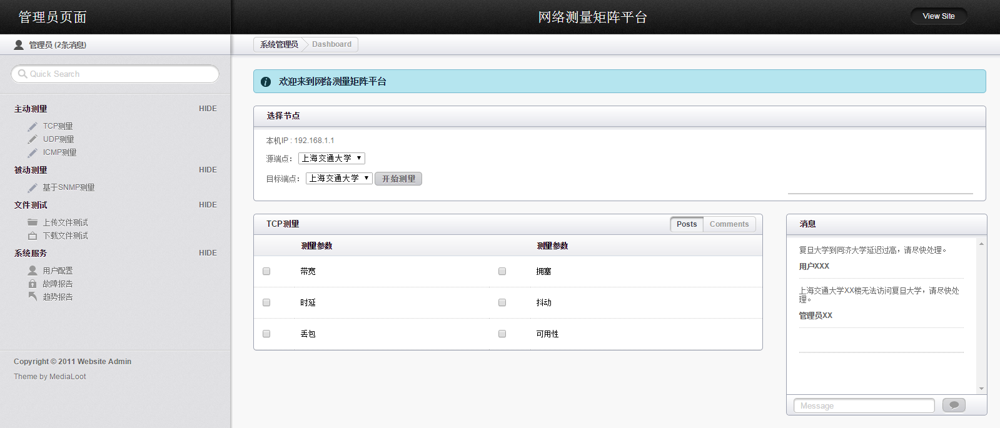 管理员页面
网络测量矩阵平台
View Site
管理员 (2条消息)
系统管理员
Dashboard
Quick Search
欢迎来到网络测量矩阵平台
主动测量 HIDE
TCP测量
UDP测量
ICMP测量
被动测量 HIDE
基于SNMP测量
文件测试 HIDE
上传文件测试
下载文件测试
系统服务 HIDE
用户配置
故障报告
趋势报告
Copyright © 2011 Website Admin
Theme by MediaLoot
选择节点
本机IP : 192.168.1.1
源端点： 上海交通大学
目标端点： 上海交通大学 开始测量
TCP测量 Posts Comments
测量参数 测量参数
带宽 拥塞
时延 抖动
丢包 可用性
消息
复旦大学到同济大学延迟过高，请尽快处理。
用户XXX
上海交通大学XX楼无法访问复旦大学，请尽快处
理。
管理员XX
Message